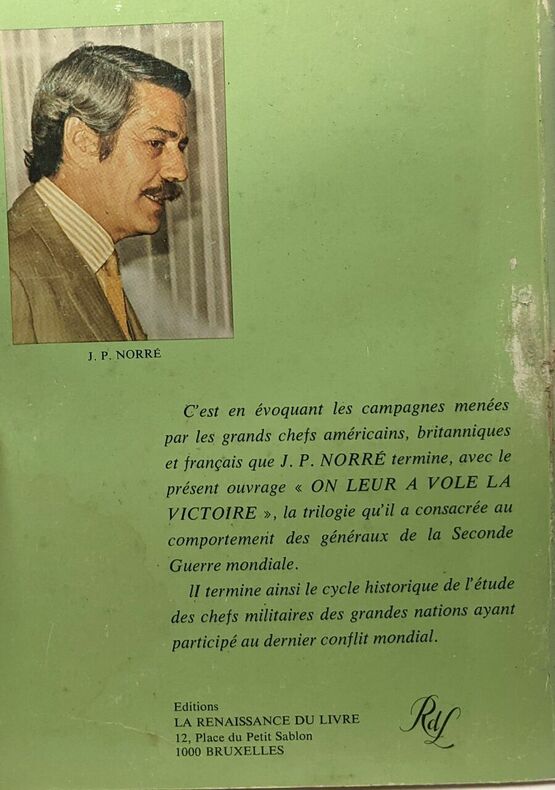 J. P. NORRÉ
C'est en évoquant les campagnes menées
par les grands chefs américains, britanniques
et français que J. P. NORRÉ termine, avec le
présent ouvrage « ON LEUR A VOLE LA
VICTOIRE », la trilogie qu'il a consacrée au
comportement des généraux de la Seconde
Guerre mondiale.
Il termine ainsi le cycle historique de l'étude
des chefs militaires des grandes nations ayant
participé au dernier conflit mondial.
Editions
LA RENAISSANCE DU LIVRE
12, Place du Petit Sablon
1000 BRUXELLES
RdL